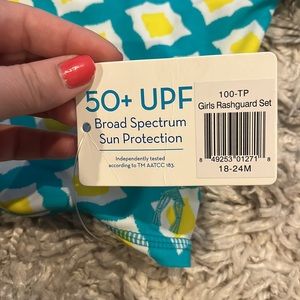 50+ UPF
Broad Spectrum
Sun Protection
Independently tested
according to TM AATCC 183.
100-TP
Girls Rashguard Set
8 49253 01271 8
18-24M